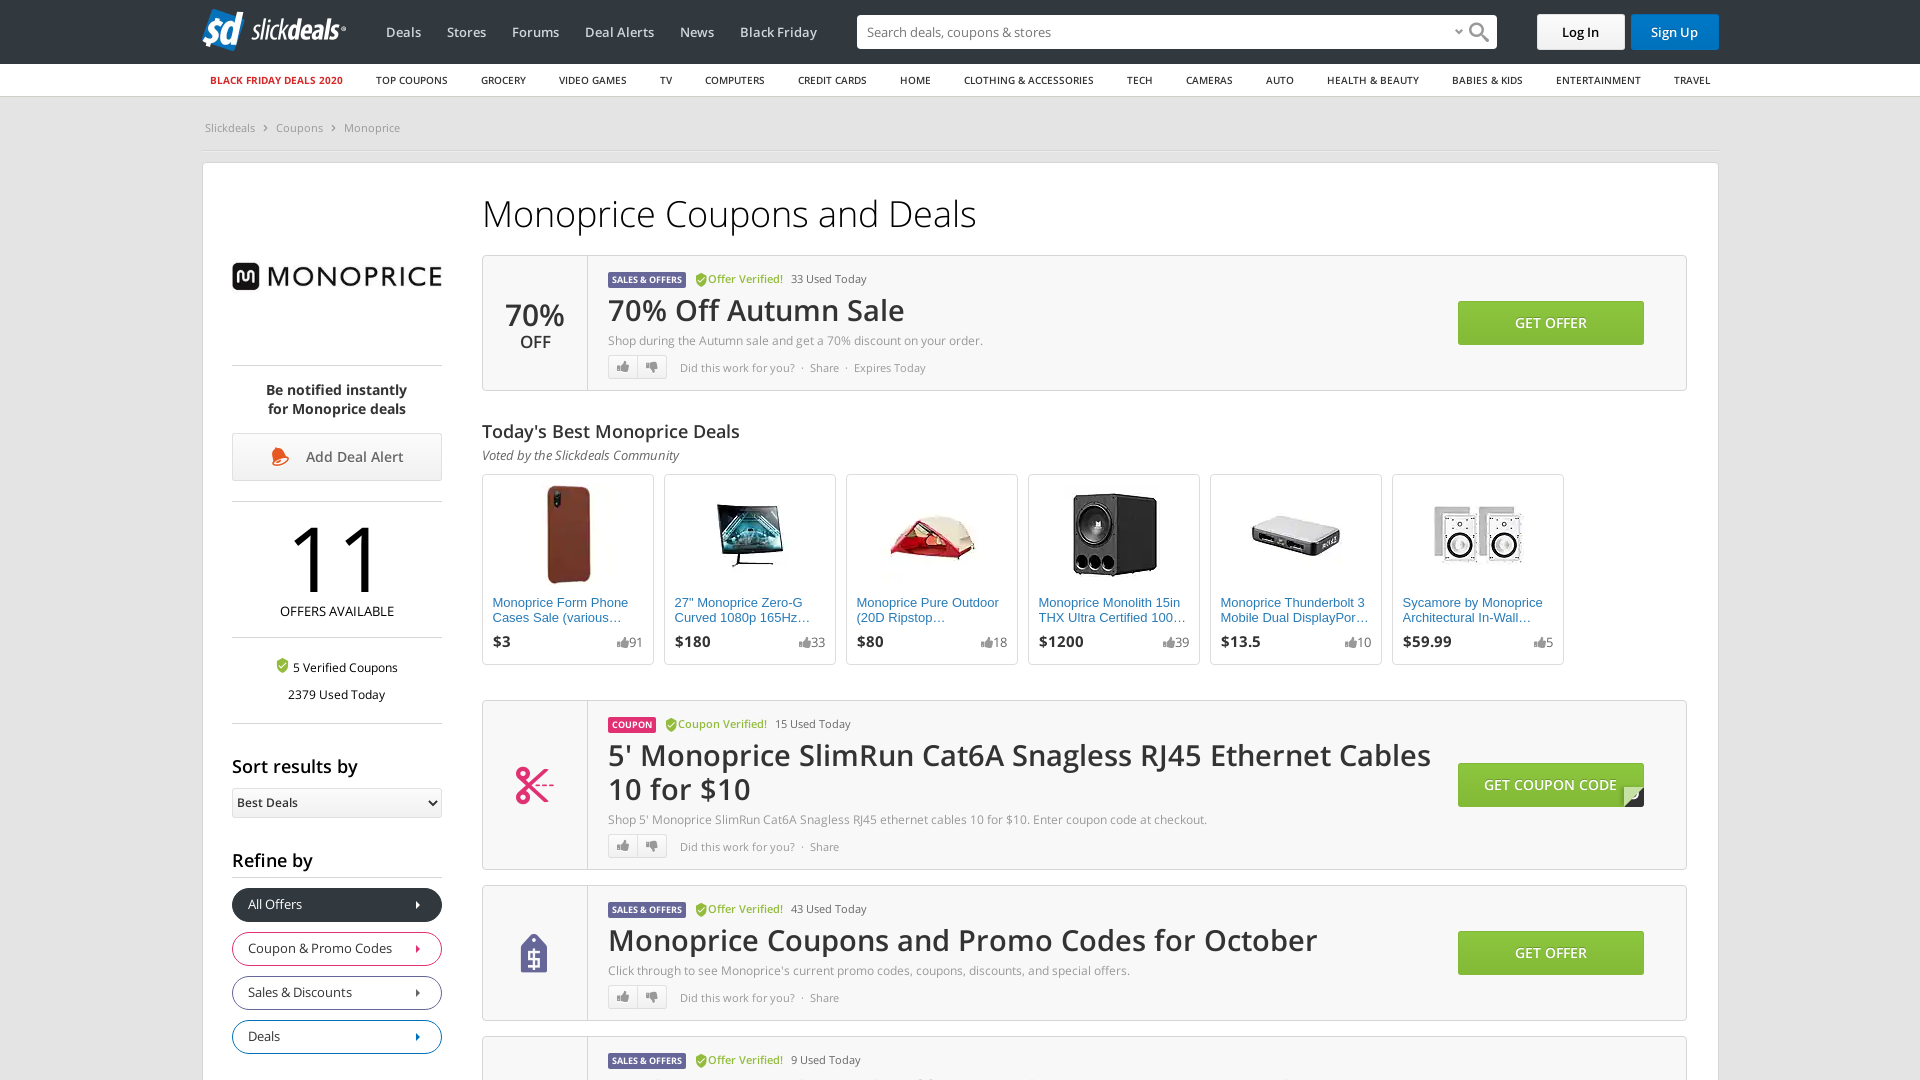 sd slickdeals
Deals
Stores
Forums
Deal Alerts
News
Black Friday
Search deals, coupons & stores
Log In
Sign Up
BLACK FRIDAY DEALS 2020
TOP COUPONS
GROCERY
VIDEO GAMES
TV
COMPUTERS
CREDIT CARDS
HOME
CLOTHING & ACCESSORIES
TECH
CAMERAS
AUTO
HEALTH & BEAUTY
BABIES & KIDS
ENTERTAINMENT
TRAVEL
Slickdeals > Coupons > Monoprice
MONOPRICE
Be notified instantly
for Monoprice deals
Add Deal Alert
11
OFFERS AVAILABLE
5 Verified Coupons
2379 Used Today
Sort results by
Best Deals
Refine by
All Offers
Coupon & Promo Codes
Sales & Discounts
Deals
Monoprice Coupons and Deals
70%
OFF
SALES & OFFERS Offer Verified! 33 Used Today
70% Off Autumn Sale
Shop during the Autumn sale and get a 70% discount on your order.
Did this work for you? · Share · Expires Today
GET OFFER
Today's Best Monoprice Deals
Voted by the Slickdeals Community
Monoprice Form Phone
Cases Sale (various…
$3 91
27" Monoprice Zero-G
Curved 1080p 165Hz…
$180 33
Monoprice Pure Outdoor
(20D Ripstop…
$80 18
Monoprice Monolith 15in
THX Ultra Certified 100…
$1200 39
Monoprice Thunderbolt 3
Mobile Dual DisplayPor…
$13.5 10
Sycamore by Monoprice
Architectural In-Wall…
$59.99 5
COUPON Coupon Verified! 15 Used Today
5' Monoprice SlimRun Cat6A Snagless RJ45 Ethernet Cables
10 for $10
Shop 5' Monoprice SlimRun Cat6A Snagless RJ45 ethernet cables 10 for $10. Enter coupon code at checkout.
Did this work for you? · Share
GET COUPON CODE
SALES & OFFERS Offer Verified! 43 Used Today
Monoprice Coupons and Promo Codes for October
Click through to see Monoprice's current promo codes, coupons, discounts, and special offers.
Did this work for you? · Share
GET OFFER
SALES & OFFERS Offer Verified! 9 Used Today